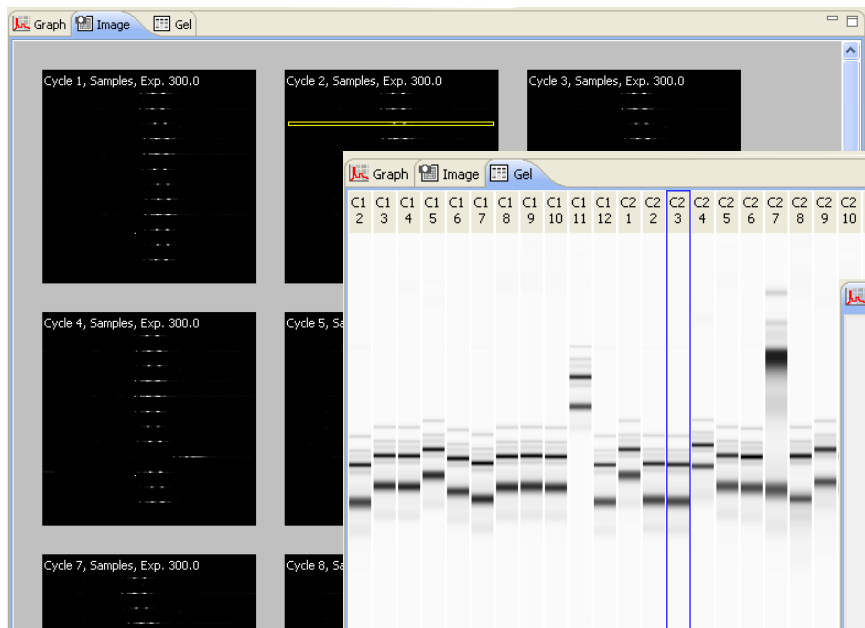 Graph Image Gel
Cycle 1, Samples, Exp. 300.0
Cycle 2, Samples, Exp. 300.0
Cycle 3, Samples, Exp. 300.0
Graph Image Gel
C1 C1 C1 C1 C1 C1 C1 C1 C1 C1 C1 C2 C2 C2 C2 C2 C2 C2 C2 C2 C2
2 3 4 5 6 7 8 9 10 11 12 1 2 3 4 5 6 7 8 9 10
Cycle 4, Samples, Exp. 300.0
Cycle 5, Sa
Cycle 7, Samples, Exp. 300.0
Cycle 8, Sa